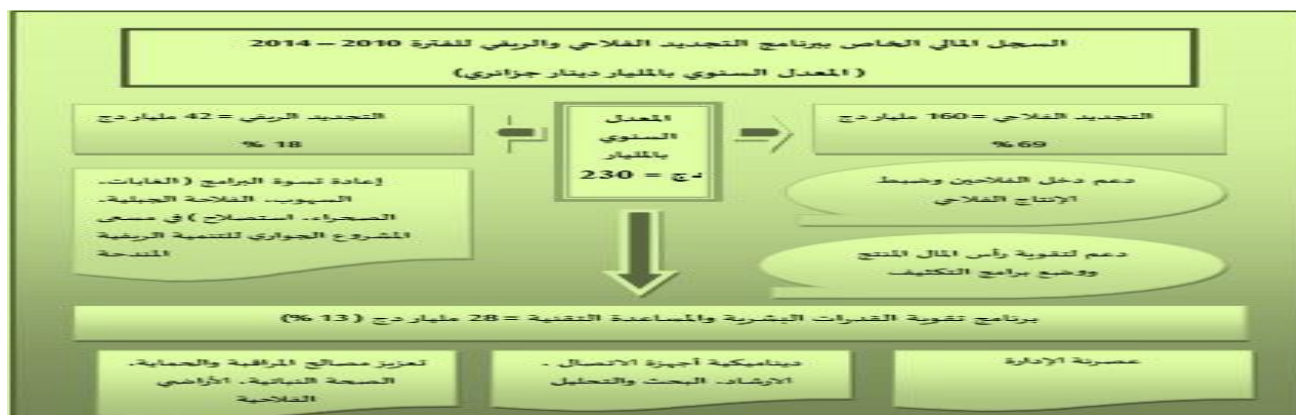 السجل المالي الخاص ببرنامج التجديد الفلاحي والريفي للفترة 2010 – 2014
( المعدل السنوي بالمليار دينار جزائري)
التجديد الفلاحي = 160 مليار دج
69 %
المعدل
السنوي
بالمليار
دج = 230
التجديد الريفي = 42 مليار دج
18 %
دعم دخل الفلاحين وضبط
الإنتاج الفلاحي
دعم لتقوية رأس المال المنتج
ووضع برامج التكثيف
إعادة تسوة البرامج ( الغابات.
السهوب.. الفلاحة الجبلية.
الصحراء.. استصلاح ) في مسعى
المشروع الجواري للتنمية الريفية
المندحة
برنامج تقوية القدرات البشرية والمساعدة التقنية = 28 مليار دج ( 13 %)
عصرنة الإدارة
ديناميكية أجهزة الاتصال .
الارشاد. البحث والتحليل
تعزيز مصالح المراقبة والحماية.
الصحة النباتية. الأراضي
الفلاحية